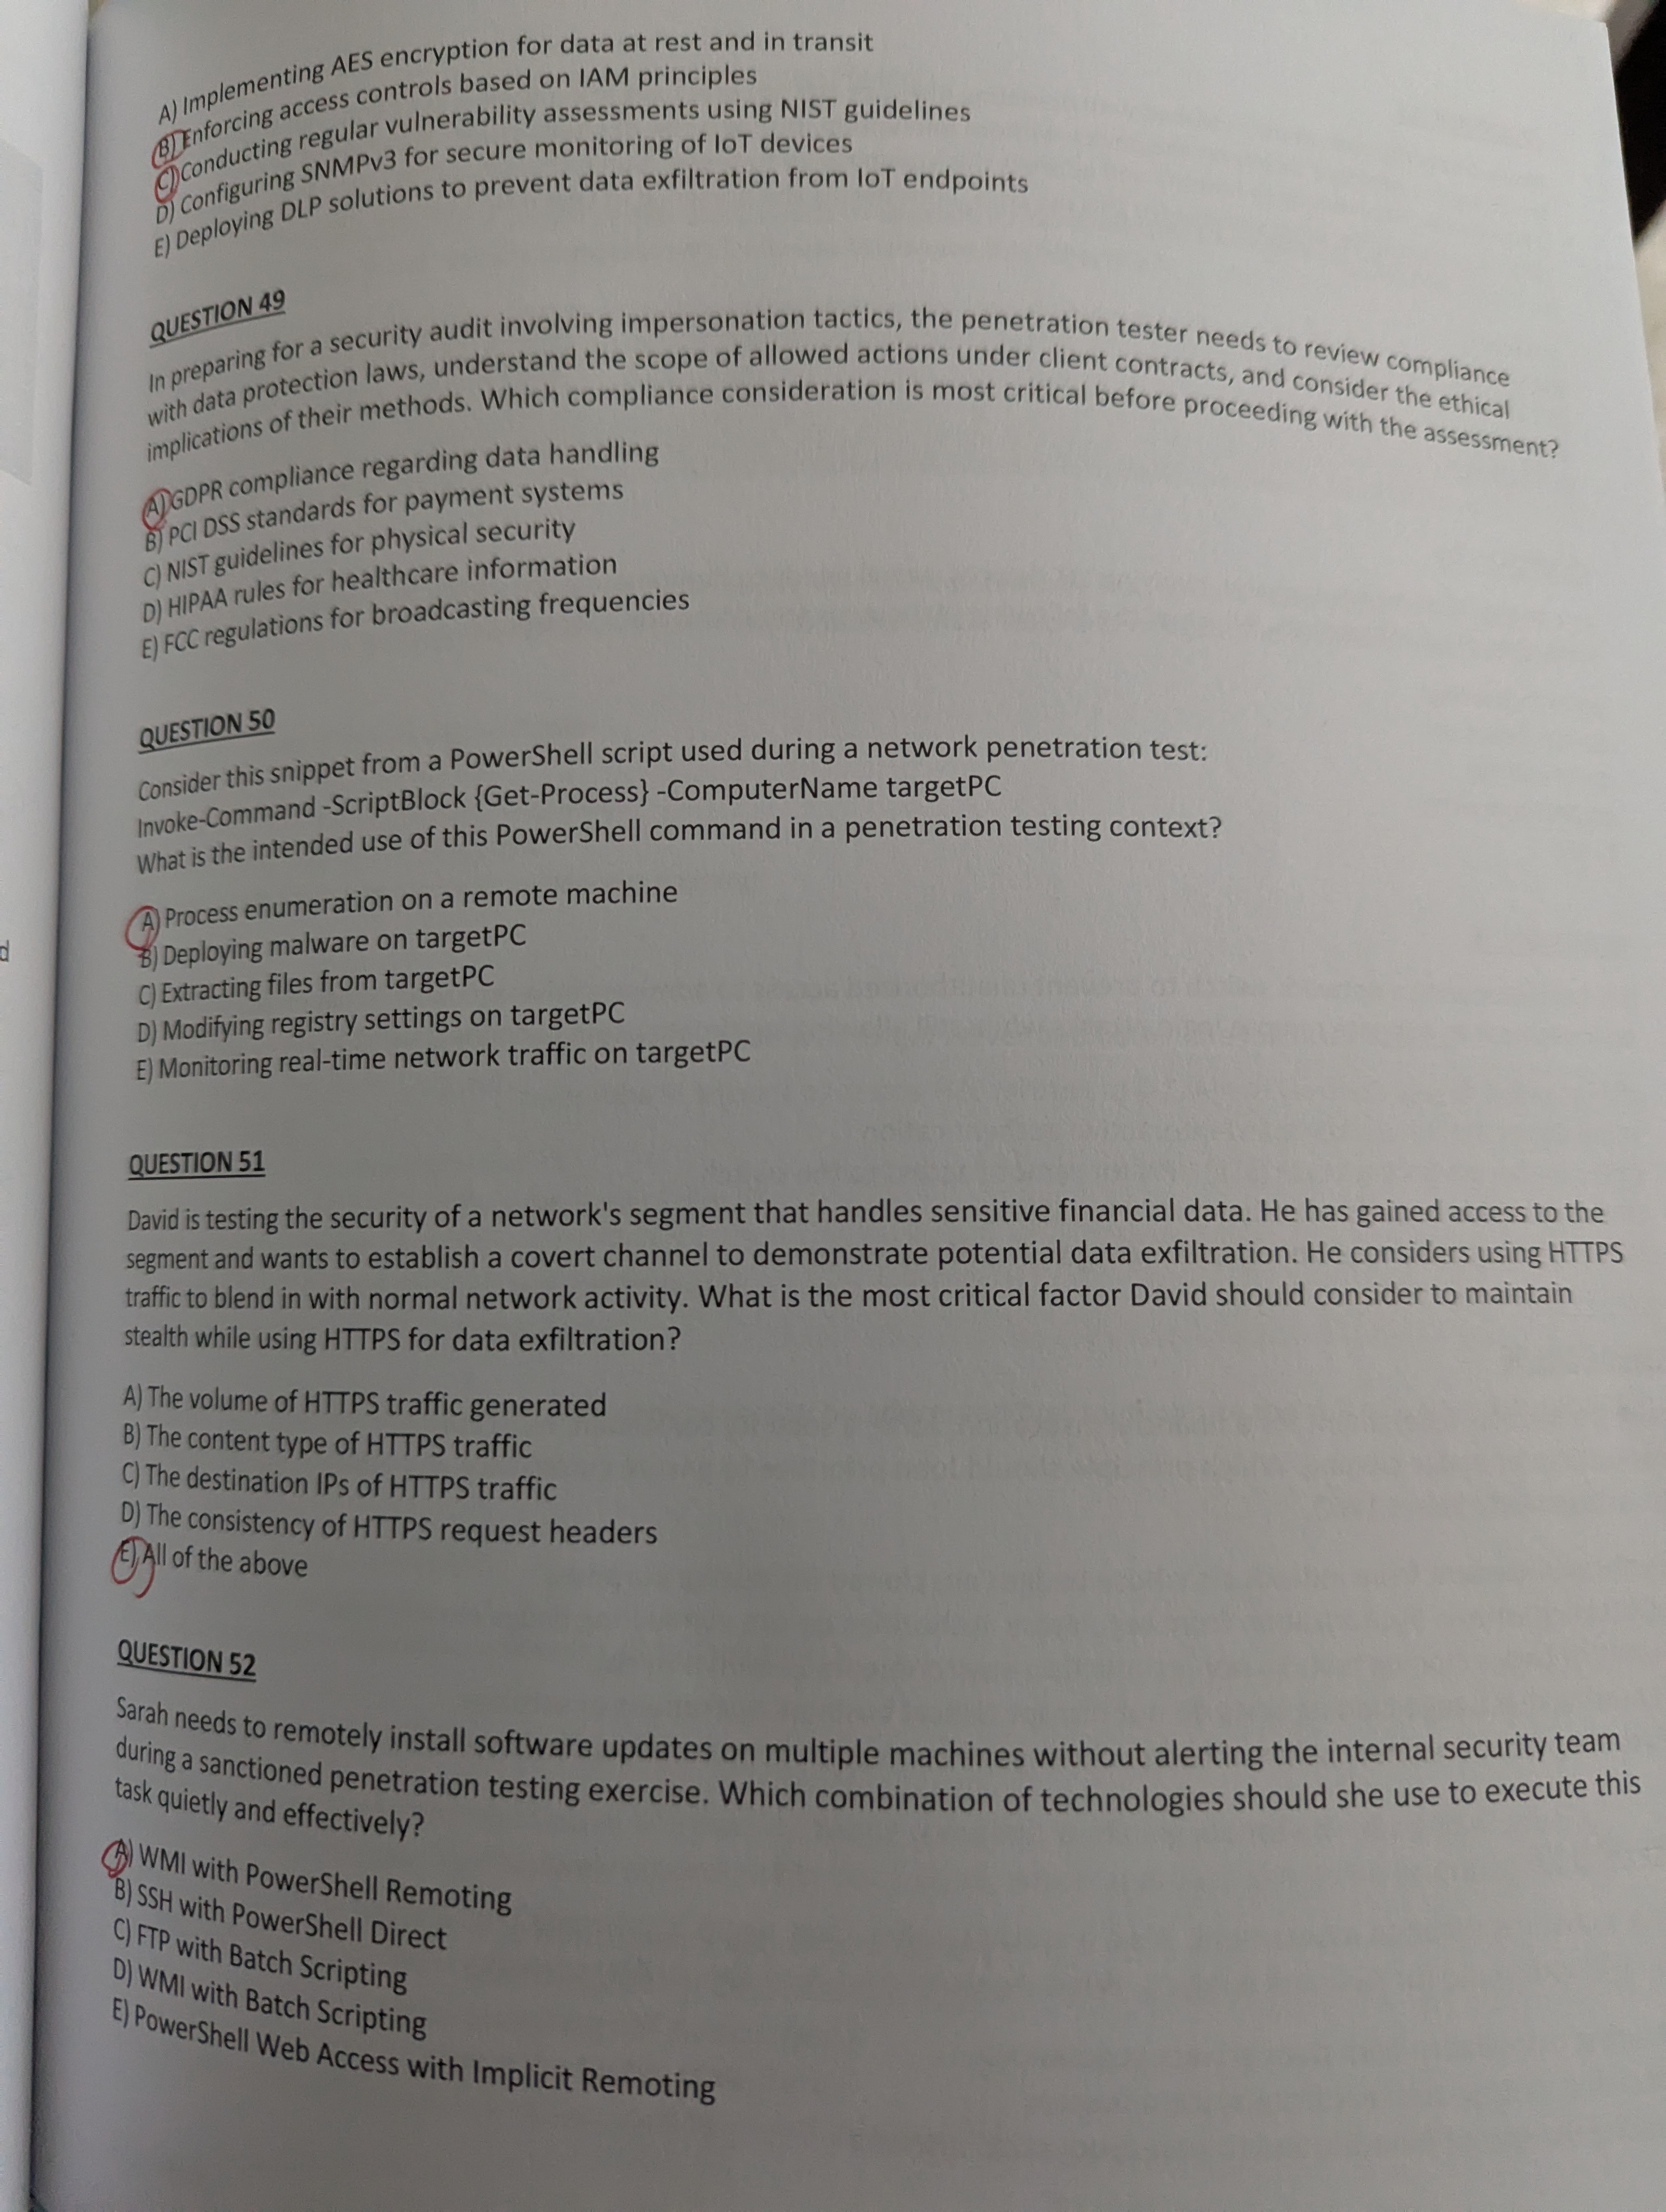 A) Implementing AES encryption for data at rest and in transit
B) Enforcing access controls based on IAM principles
C) Conducting regular vulnerability assessments using NIST guidelines
D) Configuring SNMPv3 for secure monitoring of IoT devices
E) Deploying DLP solutions to prevent data exfiltration from IoT endpoints
QUESTION 49
In preparing for a security audit involving impersonation tactics, the penetration tester needs to review compliance
with data protection laws, understand the scope of allowed actions under client contracts, and consider the ethical
implications of their methods. Which compliance consideration is most critical before proceeding with the assessment?
A) GDPR compliance regarding data handling
B) PCI DSS standards for payment systems
C) NIST guidelines for physical security
D) HIPAA rules for healthcare information
E) FCC regulations for broadcasting frequencies
QUESTION 50
Consider this snippet from a PowerShell script used during a network penetration test:
Invoke-Command -ScriptBlock {Get-Process} -ComputerName targetPC
What is the intended use of this PowerShell command in a penetration testing context?
A) Process enumeration on a remote machine
B) Deploying malware on targetPC
C) Extracting files from targetPC
D) Modifying registry settings on targetPC
E) Monitoring real-time network traffic on targetPC
d
QUESTION 51
David is testing the security of a network's segment that handles sensitive financial data. He has gained access to the
segment and wants to establish a covert channel to demonstrate potential data exfiltration. He considers using HTTPS
traffic to blend in with normal network activity. What is the most critical factor David should consider to maintain
stealth while using HTTPS for data exfiltration?
A) The volume of HTTPS traffic generated
B) The content type of HTTPS traffic
C) The destination IPs of HTTPS traffic
D) The consistency of HTTPS request headers
E) All of the above
QUESTION 52
Sarah needs to remotely install software updates on multiple machines without alerting the internal security team
during a sanctioned penetration testing exercise. Which combination of technologies should she use to execute this
task quietly and effectively?
A) WMI with PowerShell Remoting
B) SSH with PowerShell Direct
C) FTP with Batch Scripting
D) WMI with Batch Scripting
E) PowerShell Web Access with Implicit Remoting